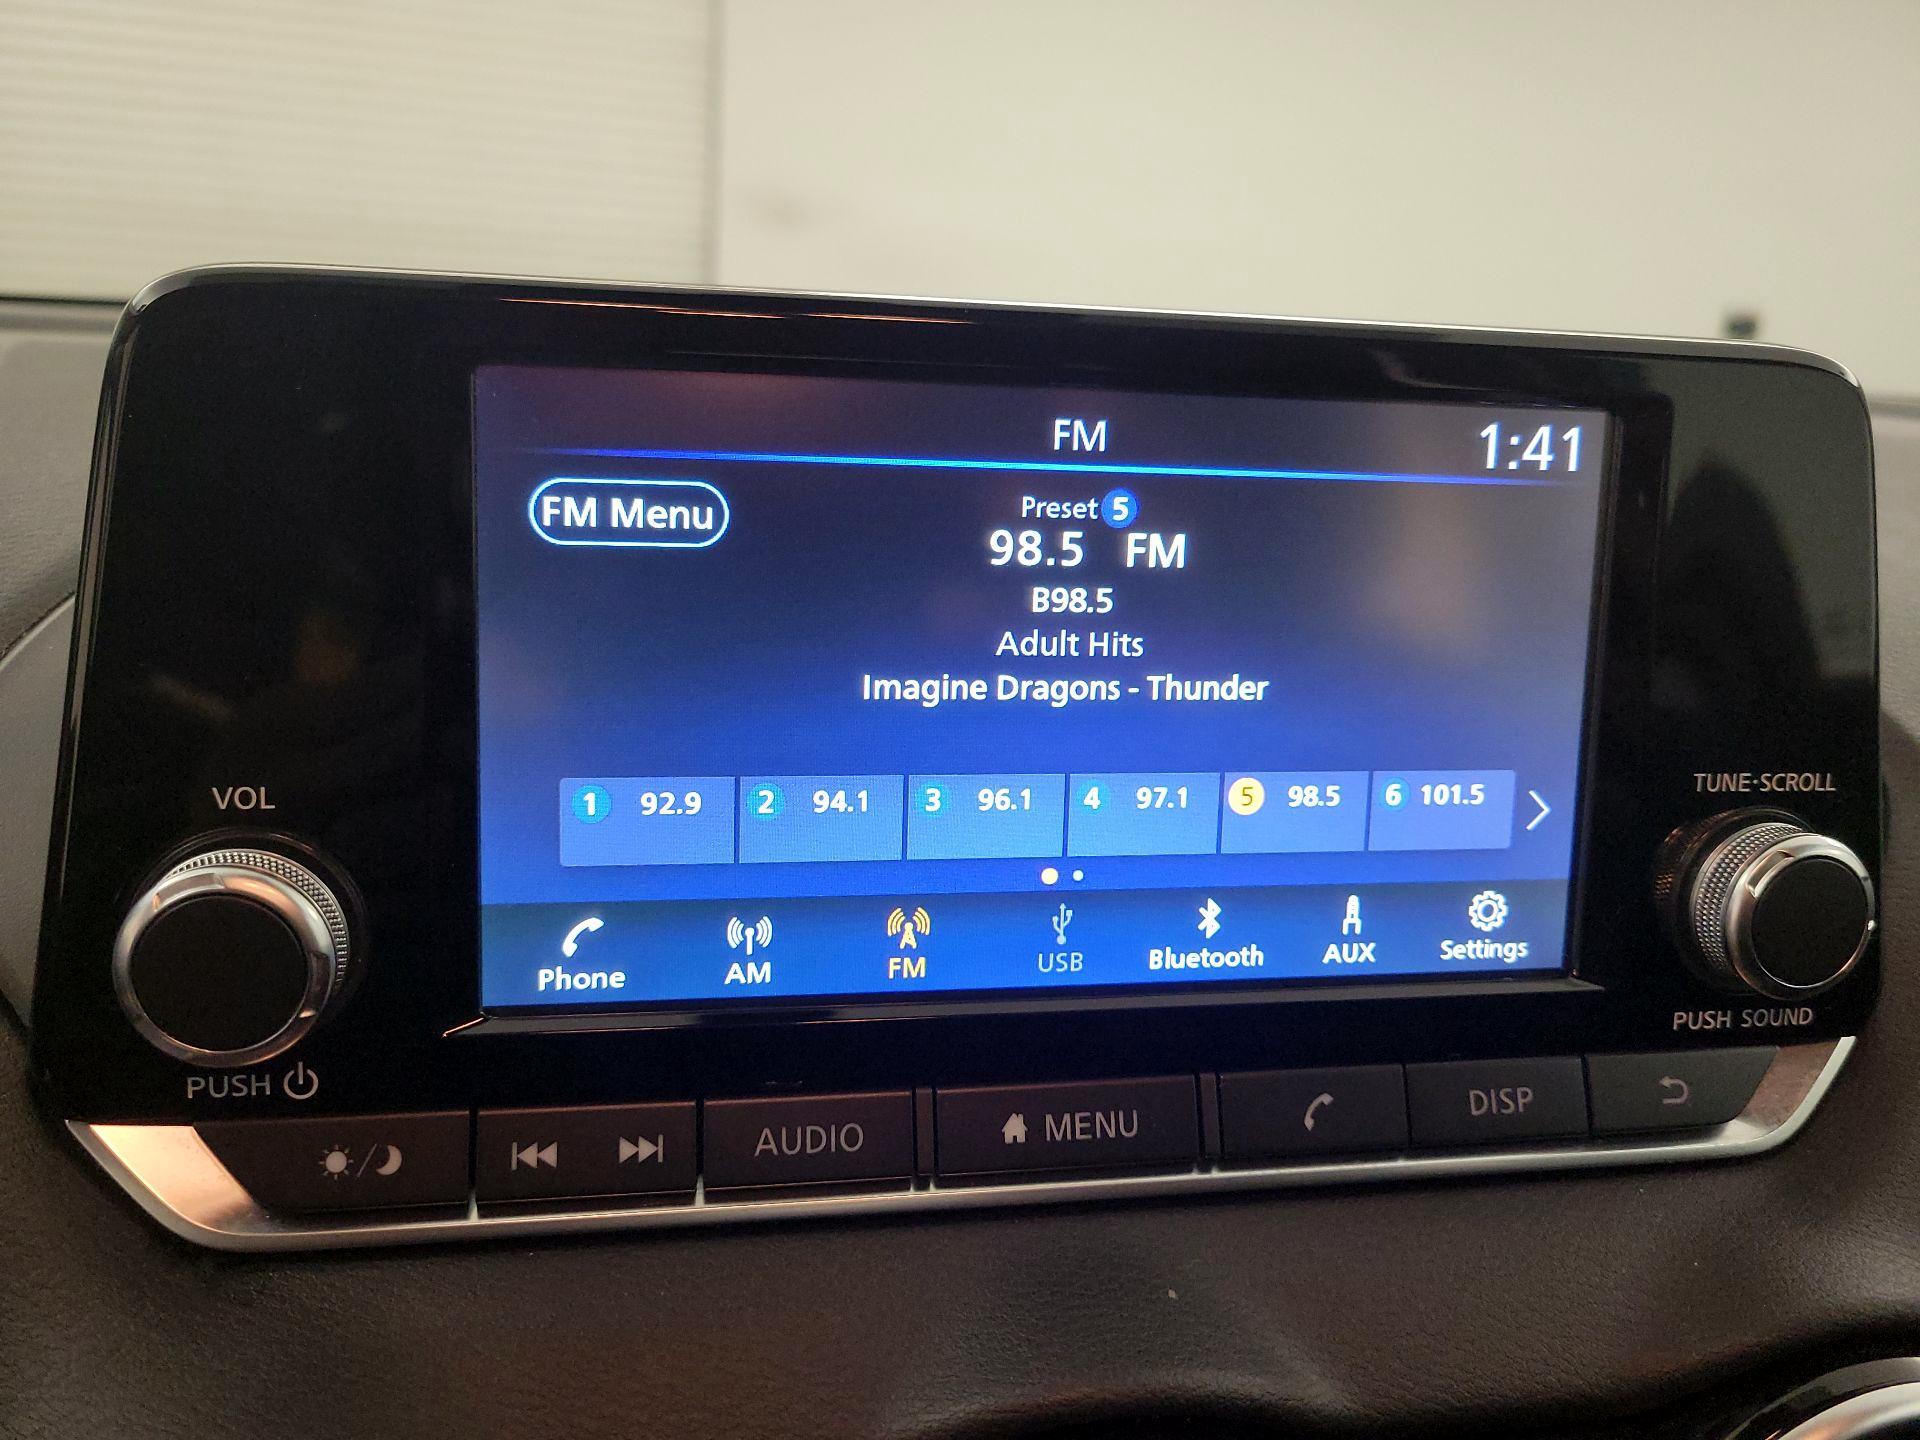 FM
1:41
FM Menu
Preset 5
98.5 FM
B98.5
Adult Hits
Imagine Dragons - Thunder
1 92.9 2 94.1 3 96.1 4 97.1 5 98.5 6 101.5
Phone AM FM USB Bluetooth AUX Settings
VOL
PUSH
TUNE·SCROLL
PUSH SOUND
AUDIO MENU DISP